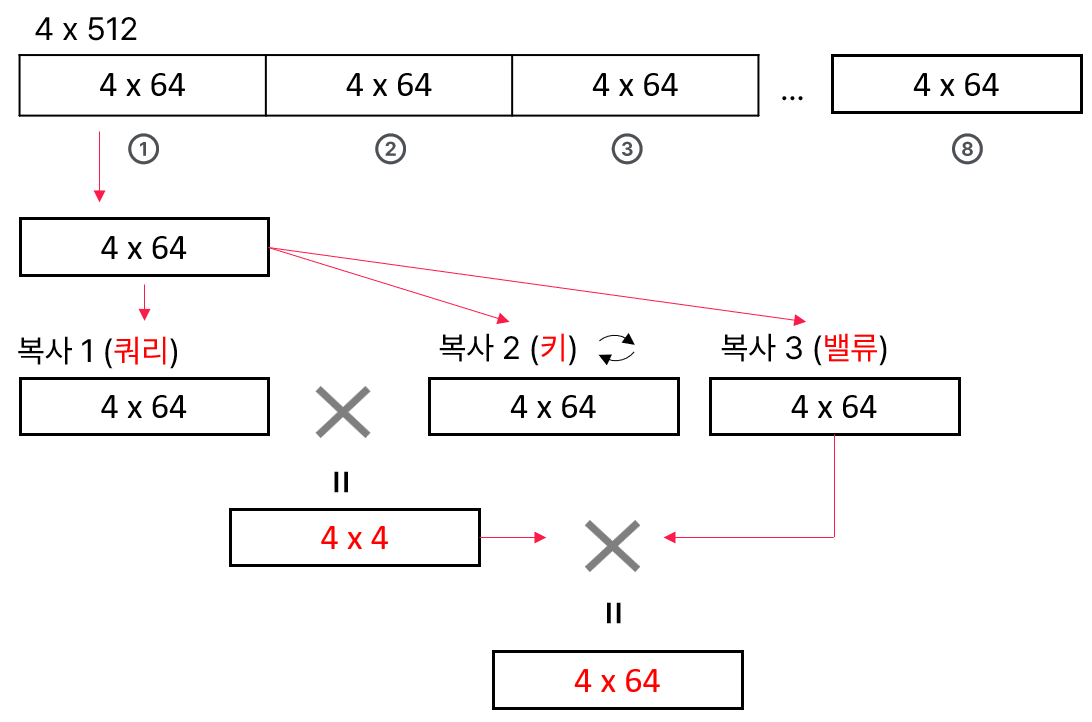 4 x 512
4 x 64 4 x 64 4 x 64 ... 4 x 64
① ② ③ ⑧
4 x 64
복사 1 (쿼리) 복사 2 (키) 복사 3 (밸류)
4 x 64 4 x 64 4 x 64
=
4 x 4
=
4 x 64